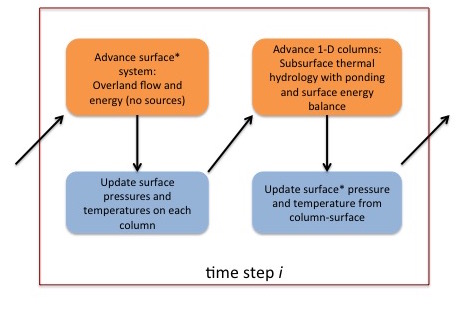 Advance surface*
system:
Overland flow and
energy (no sources)
Update surface
pressures and
temperatures on each
column
Advance 1-D columns:
Subsurface thermal
hydrology with ponding
and surface energy
balance
Update surface* pressure
and temperature from
column-surface
time step i